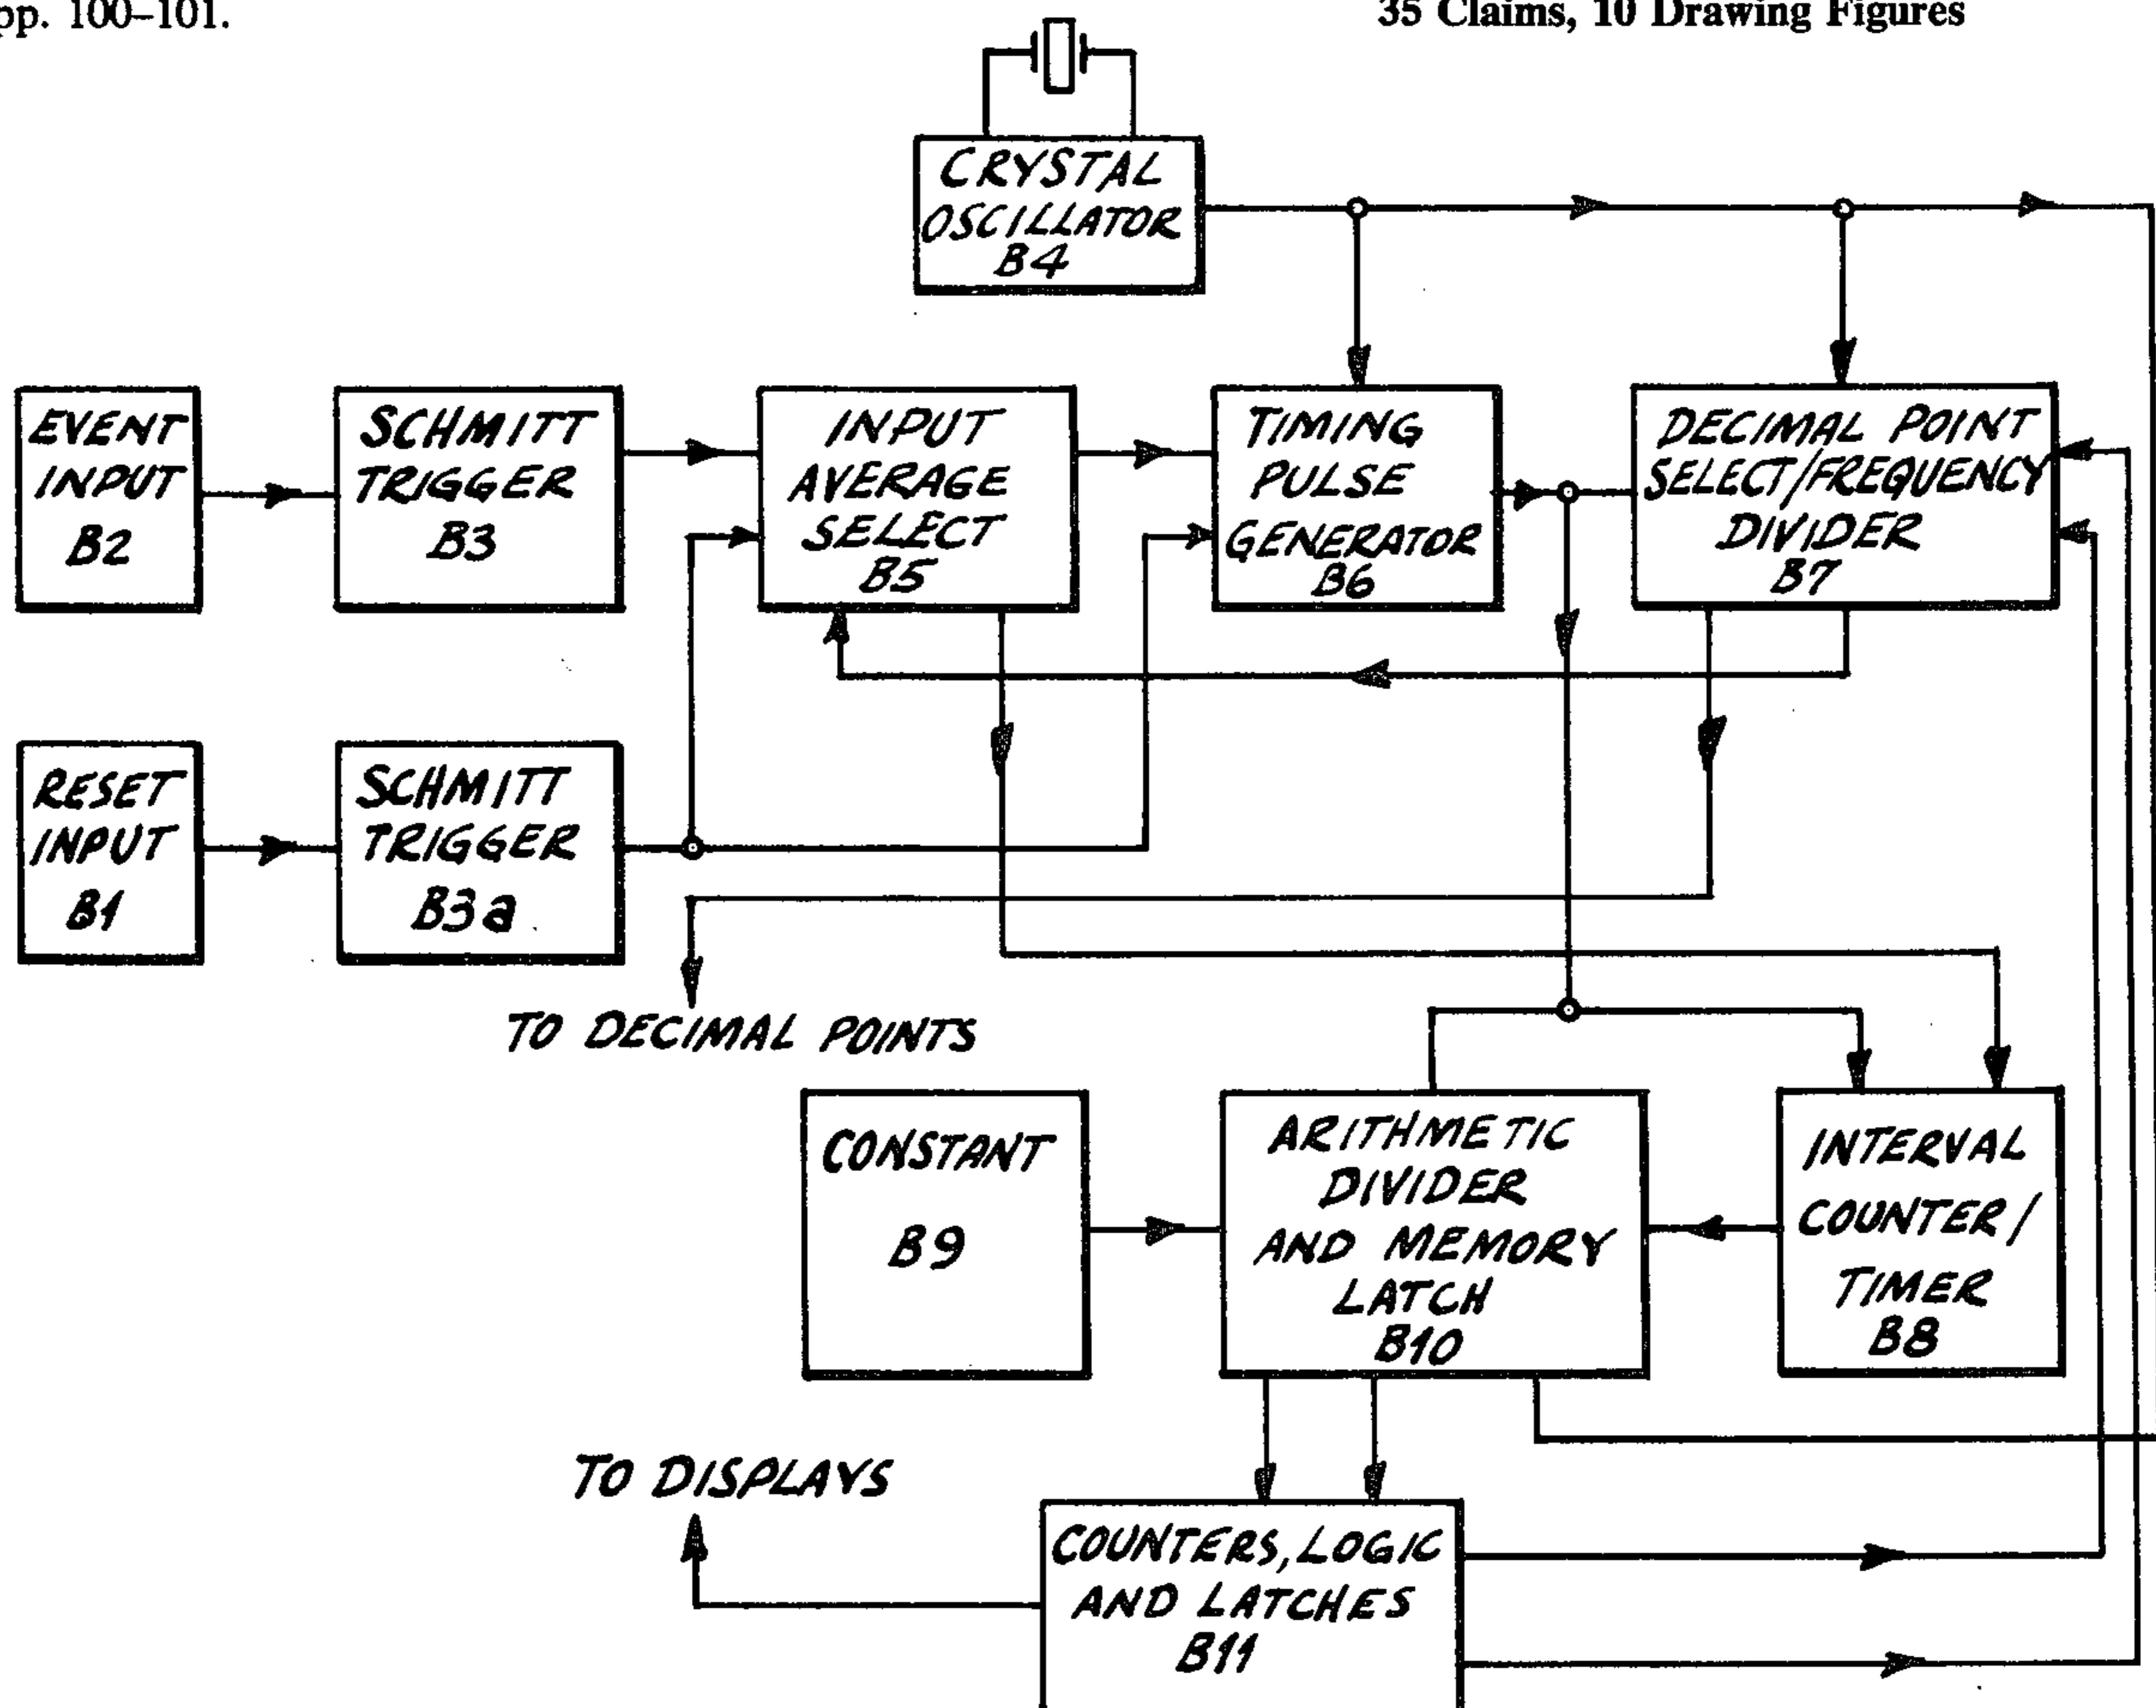 pp. 100–101.
35 Claims, 10 Drawing Figures
CRYSTAL
OSCILLATOR
B4
EVENT
INPUT
B2
SCHMITT
TRIGGER
B3
INPUT
AVERAGE
SELECT
B5
TIMING
PULSE
GENERATOR
B6
DECIMAL POINT
SELECT/FREQUENCY
DIVIDER
B7
RESET
INPUT
B1
SCHMITT
TRIGGER
B3a
TO DECIMAL POINTS
CONSTANT
B9
ARITHMETIC
DIVIDER
AND MEMORY
LATCH
B10
INTERVAL
COUNTER/
TIMER
B8
TO DISPLAYS
COUNTERS, LOGIC
AND LATCHES
B11